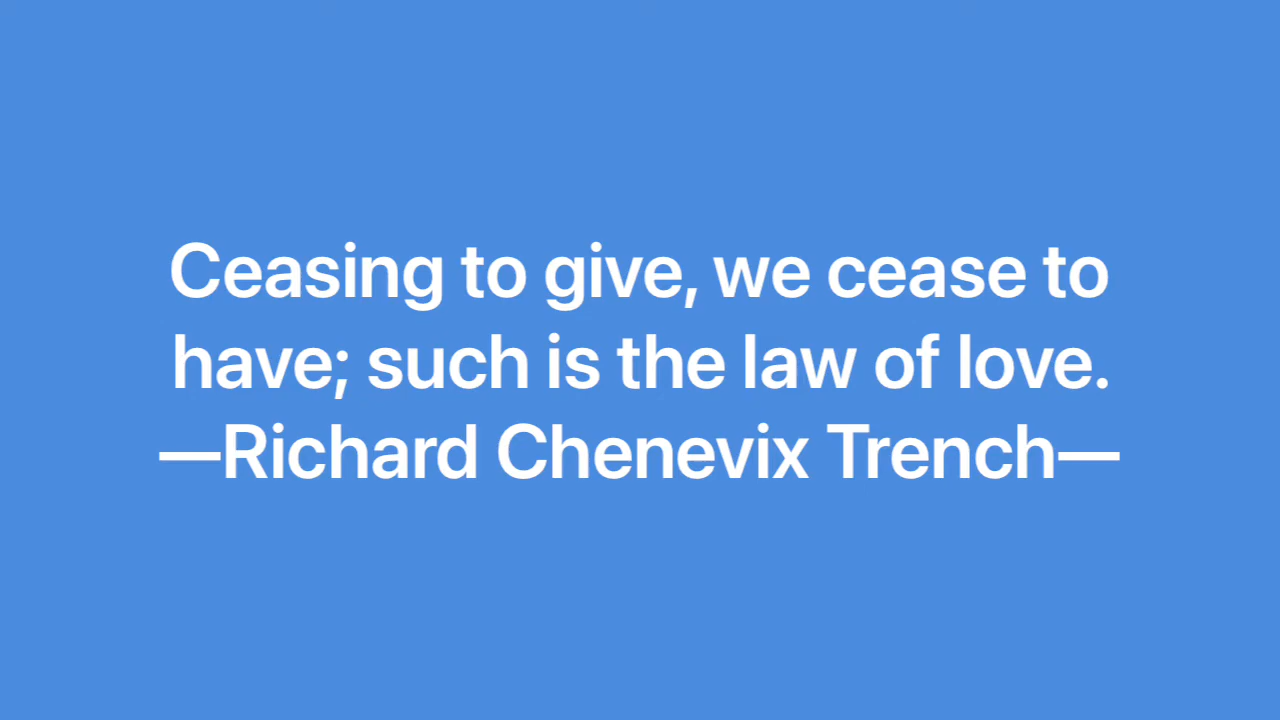 Ceasing to give, we cease to
have; such is the law of love.
—Richard Chenevix Trench—